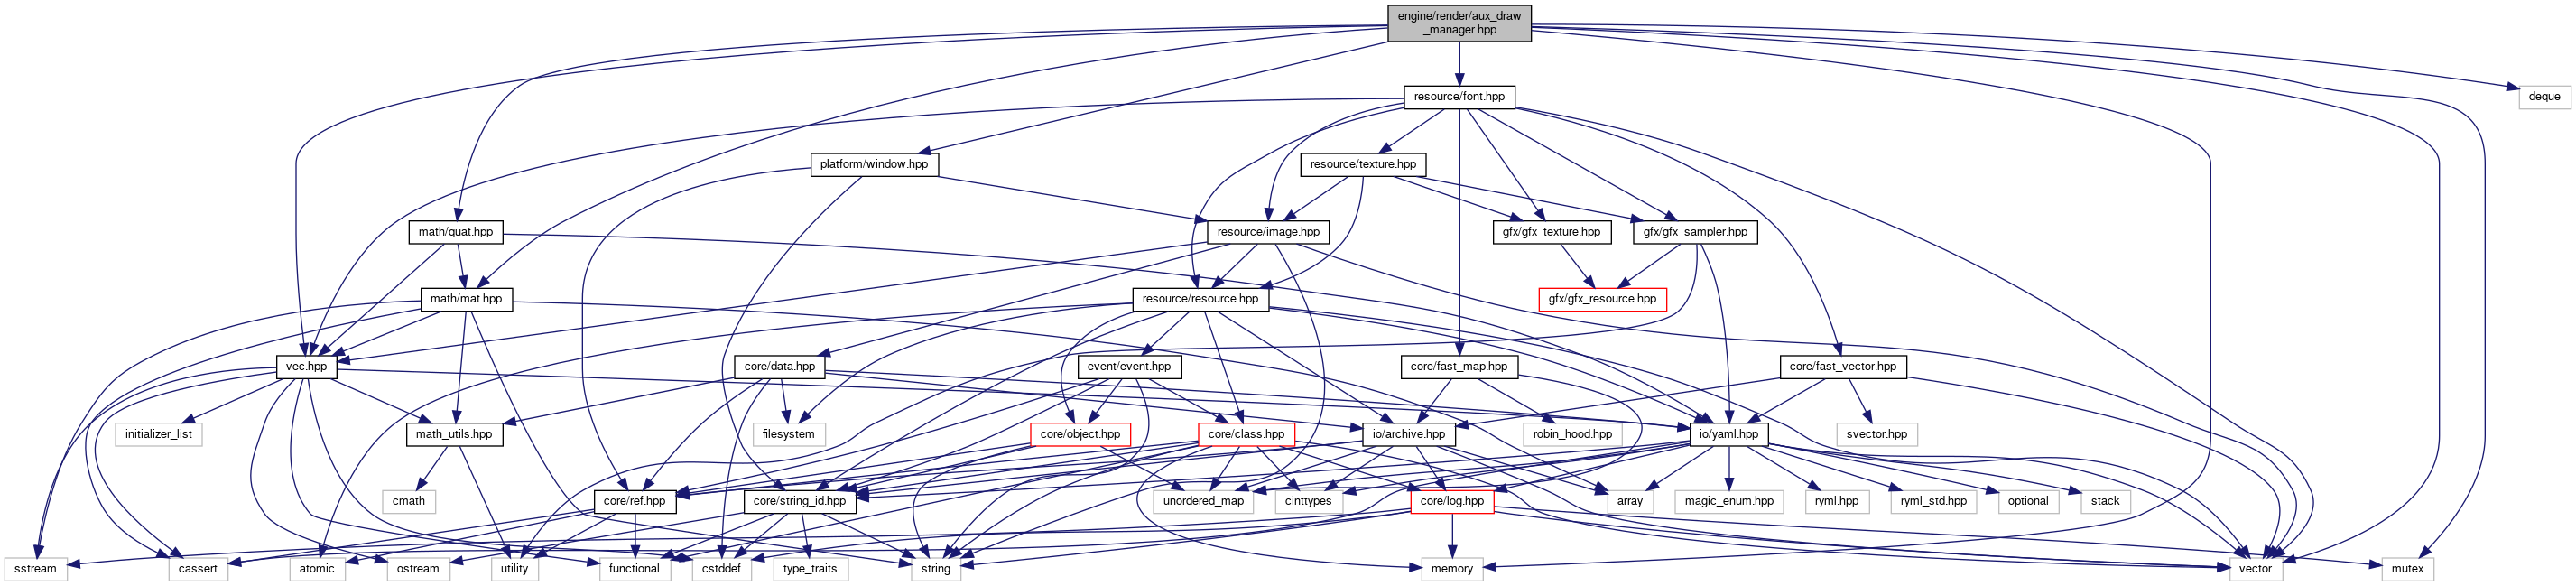 engine/render/aux_draw
_manager.hpp
deque
resource/font.hpp
platform/window.hpp
resource/texture.hpp
math/quat.hpp
resource/image.hpp
gfx/gfx_texture.hpp
gfx/gfx_sampler.hpp
math/mat.hpp
resource/resource.hpp
gfx/gfx_resource.hpp
vec.hpp
core/data.hpp
event/event.hpp
core/fast_map.hpp
core/fast_vector.hpp
initializer_list
math_utils.hpp
filesystem
core/object.hpp
core/class.hpp
io/archive.hpp
robin_hood.hpp
io/yaml.hpp
svector.hpp
cmath
core/ref.hpp
core/string_id.hpp
unordered_map
cinttypes
core/log.hpp
array
magic_enum.hpp
ryml.hpp
ryml_std.hpp
optional
stack
sstream
cassert
atomic
ostream
utility
functional
cstddef
type_traits
string
memory
vector
mutex